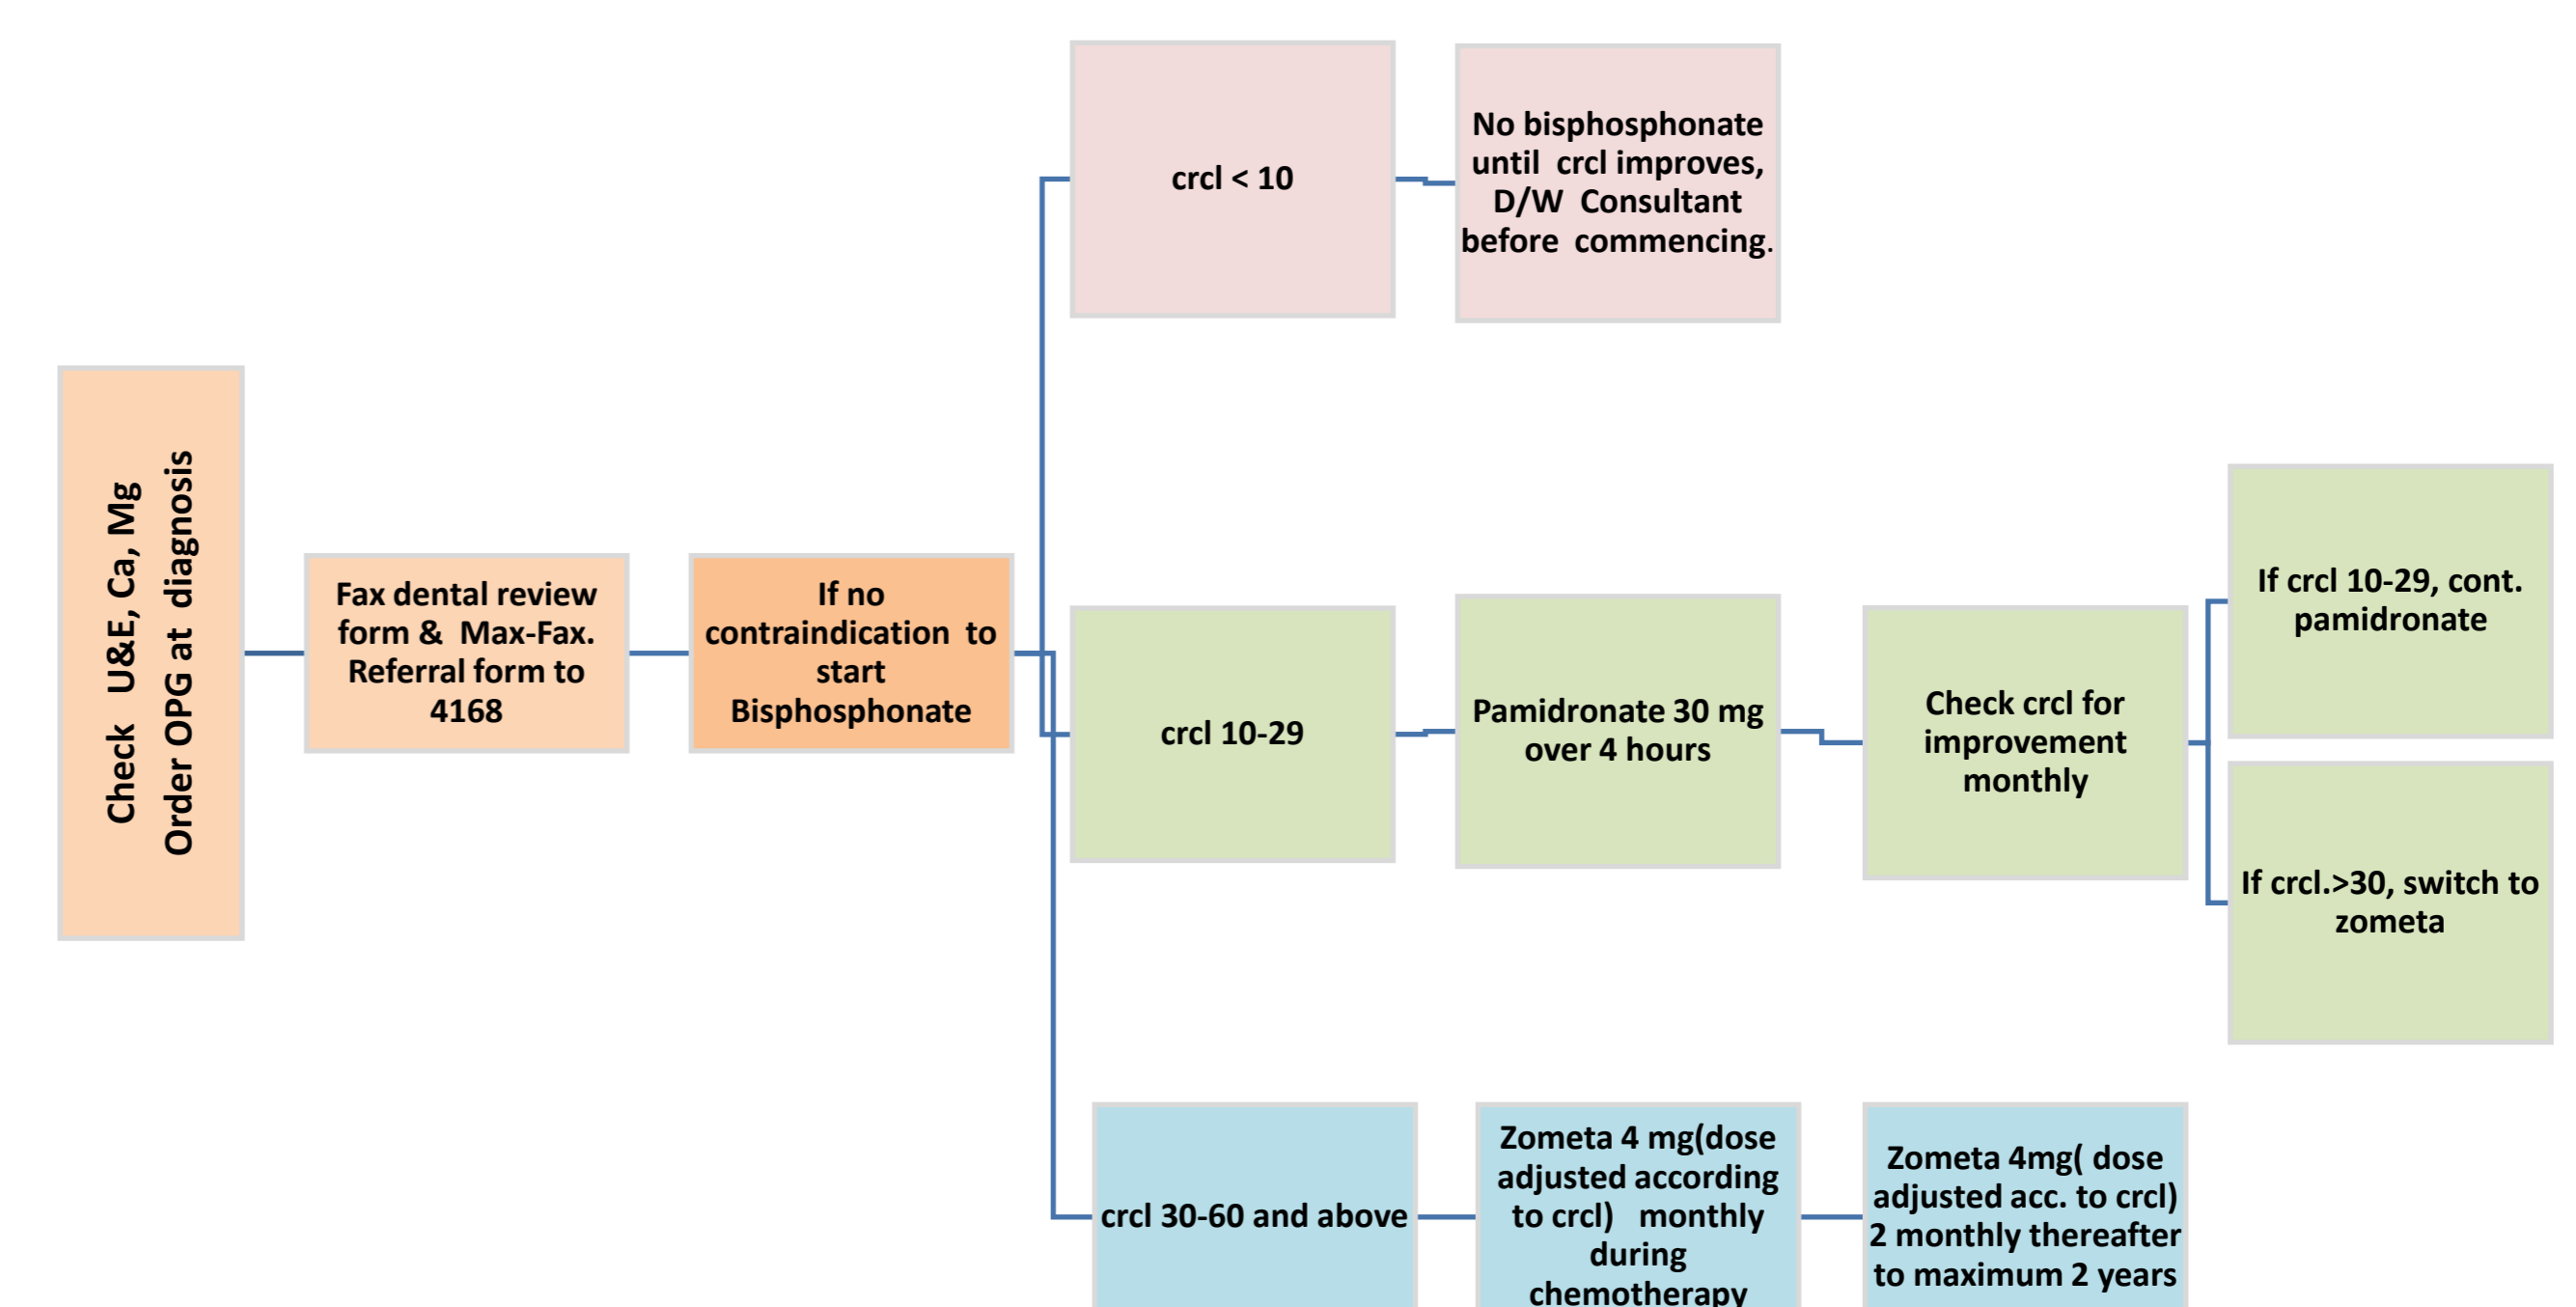 Check U&E, Ca, Mg
Order OPG at diagnosis
Fax dental review
form & Max-Fax.
Referral form to
4168
If no
contraindication to
start
Bisphosphonate
crcl < 10
No bisphosphonate
until crcl improves,
D/W Consultant
before commencing.
crcl 10-29
Pamidronate 30 mg
over 4 hours
Check crcl for
improvement
monthly
If crcl 10-29, cont.
pamidronate
If crcl.>30, switch to
zometa
crcl 30-60 and above
Zometa 4 mg(dose
adjusted according
to crcl) monthly
during
chemotherapy
Zometa 4mg( dose
adjusted acc. to crcl)
2 monthly thereafter
to maximum 2 years